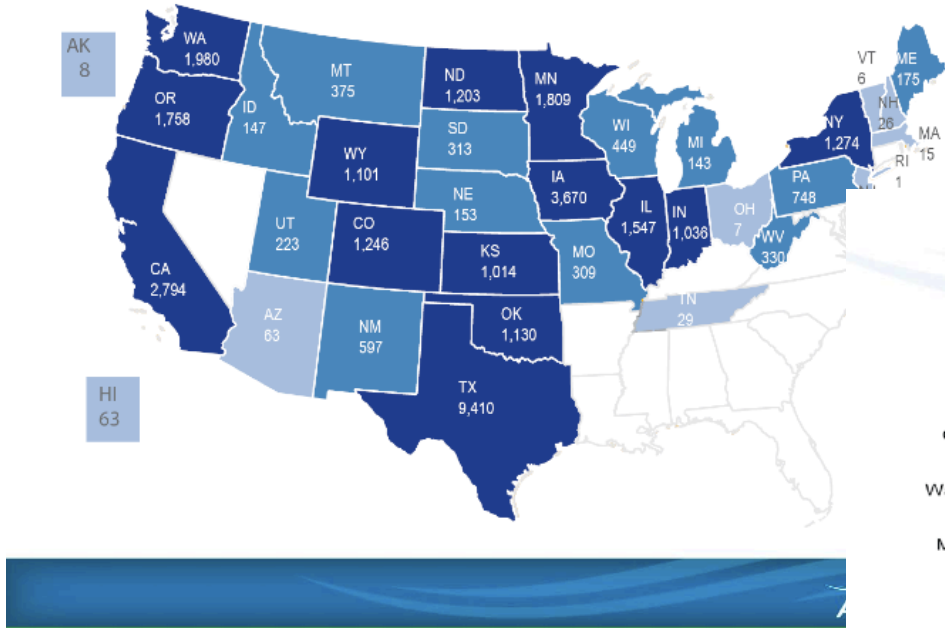 AK
8
WA
1,980
OR
1,758
ID
147
MT
375
ND
1,203
MN
1,809
SD
313
WY
1,101
WI
449
MI
143
VT
6
ME
175
NH
26
NY
1,274
MA
15
RI
1
PA
748
NE
153
IA
3,670
IL
1,547
IN
1,036
OH
7
WV
330
UT
223
CO
1,246
KS
1,014
MO
309
CA
2,794
AZ
63
NM
597
OK
1,130
TN
29
TX
9,410
HI
63